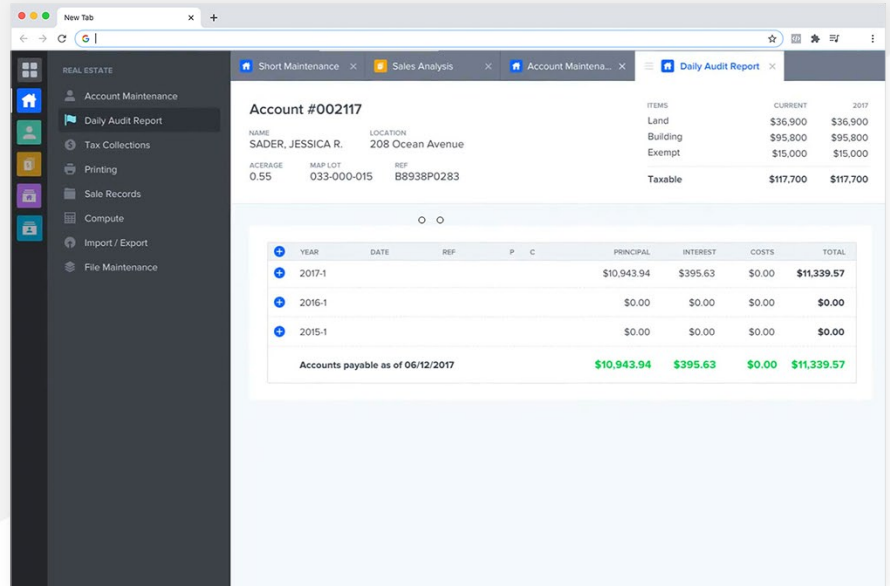 New Tab
REAL ESTATE
Account Maintenance
Daily Audit Report
Tax Collections
Printing
Sale Records
Compute
Import / Export
File Maintenance
Short Maintenance
Sales Analysis
Account Maintena...
Daily Audit Report
Account #002117
NAME LOCATION
SADER, JESSICA R. 208 Ocean Avenue
ACERAGE MAP LOT REF
0.55 033-000-015 B8938P0283
ITEMS CURRENT 2017
Land $36,900 $36,900
Building $95,800 $95,800
Exempt $15,000 $15,000
Taxable $117,700 $117,700
YEAR DATE REF P C PRINCIPAL INTEREST COSTS TOTAL
2017-1 $10,943.94 $395.63 $0.00 $11,339.57
2016-1 $0.00 $0.00 $0.00 $0.00
2015-1 $0.00 $0.00 $0.00 $0.00
Accounts payable as of 06/12/2017 $10,943.94 $395.63 $0.00 $11,339.57